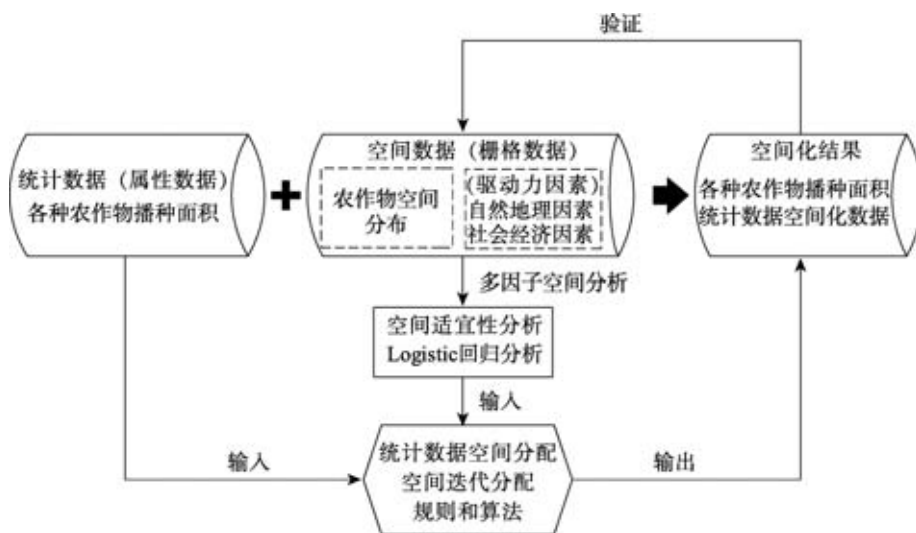 验证
统计数据（属性数据）
各种农作物播种面积
空间数据（栅格数据）
农作物空间
分布
(驱动力因素)
自然地理因素
社会经济因素
空间化结果
各种农作物播种面积
统计数据空间化数据
多因子空间分析
空间适宜性分析
Logistic回归分析
输入
输入
统计数据空间分配
空间迭代分配
规则和算法
输出